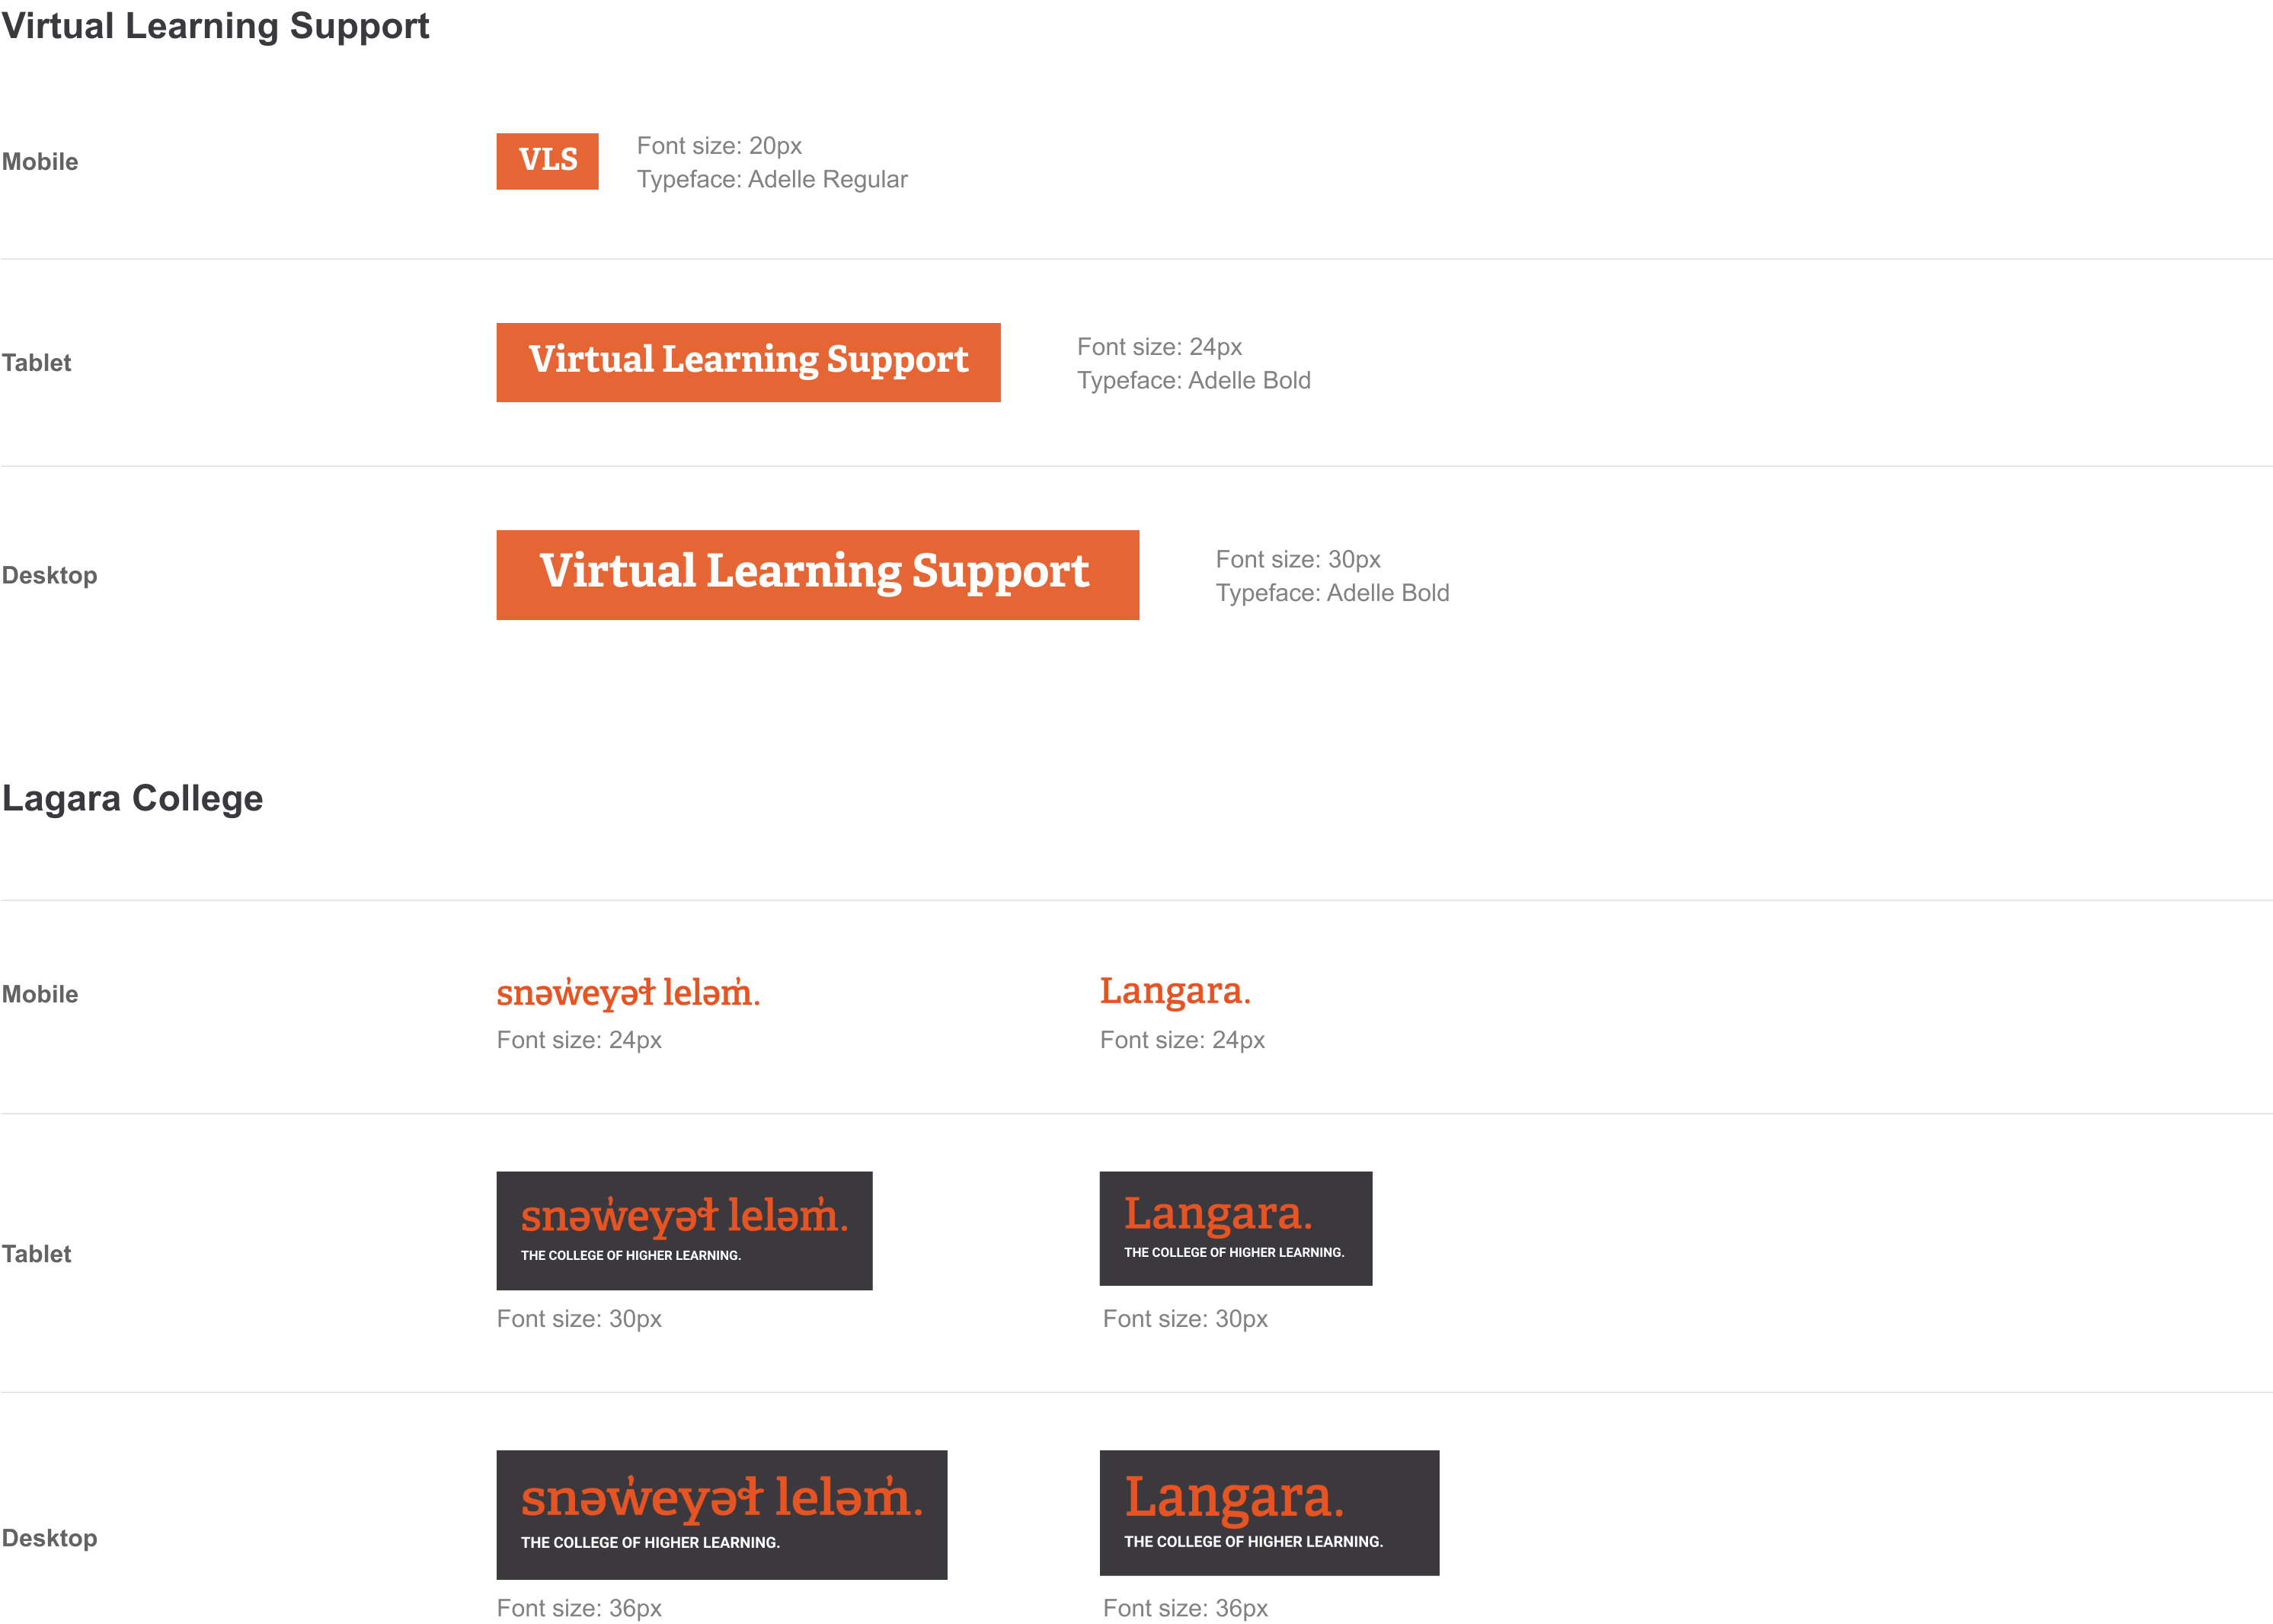 Virtual Learning Support
Mobile
VLS
Font size: 20px
Typeface: Adelle Regular
Tablet
Virtual Learning Support
Font size: 24px
Typeface: Adelle Bold
Desktop
Virtual Learning Support
Font size: 30px
Typeface: Adelle Bold
Lagara College
Mobile
snəw̓eyəɬ leləm̓.
Font size: 24px
Langara.
Font size: 24px
Tablet
snəw̓eyəɬ leləm̓.
THE COLLEGE OF HIGHER LEARNING.
Font size: 30px
Langara.
THE COLLEGE OF HIGHER LEARNING.
Font size: 30px
Desktop
snəw̓eyəɬ leləm̓.
THE COLLEGE OF HIGHER LEARNING.
Font size: 36px
Langara.
THE COLLEGE OF HIGHER LEARNING.
Font size: 36px